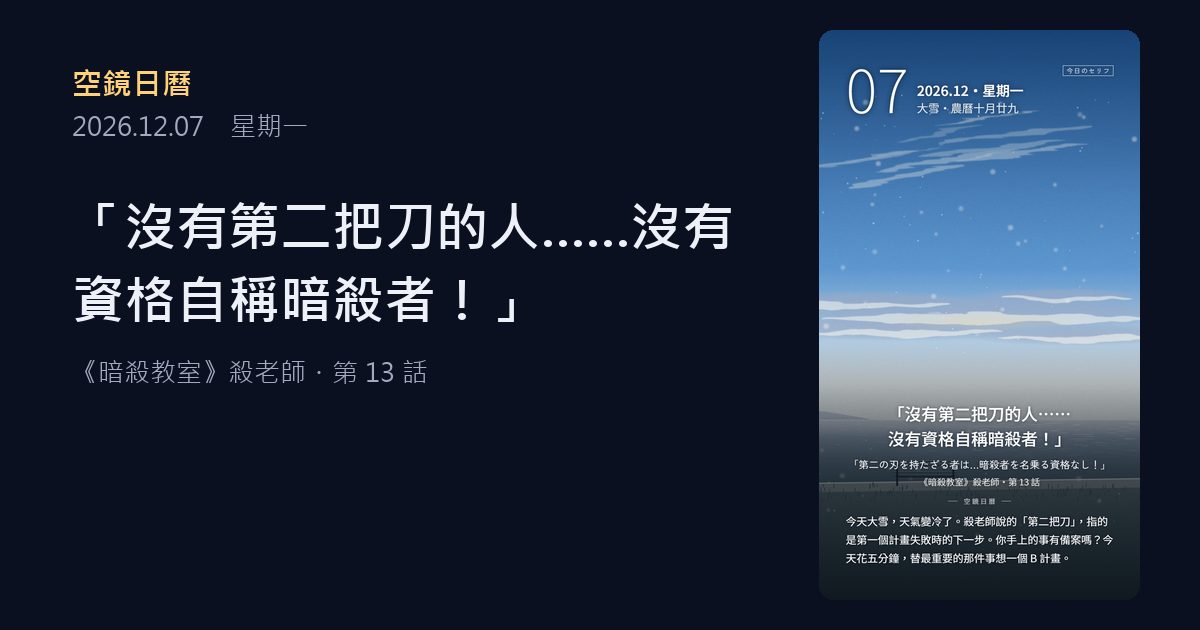 空鏡日曆
2026.12.07 星期一
「沒有第二把刀的人……沒有
資格自稱暗殺者！」
《暗殺教室》殺老師・第 13 話
07
2026.12・星期一
大雪・農曆十月廿九
今日のセリフ
「沒有第二把刀的人……
沒有資格自稱暗殺者！」
「第二の刃を持たざる者は…暗殺者を名乗る資格なし！」
《暗殺教室》殺老師・第 13 話
— 空鏡日曆 —
今天大雪，天氣變冷了。殺老師說的「第二把刀」，指的
是第一個計畫失敗時的下一步。你手上的事有備案嗎？今
天花五分鐘，替最重要的那件事想一個 B 計畫。